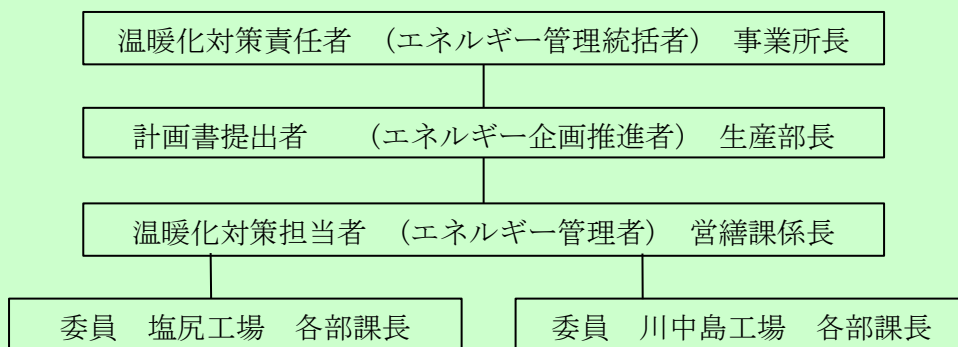 温暖化対策責任者　（エネルギー管理統括者）　事業所長
計画書提出者　　（エネルギー企画推進者）　生産部長
温暖化対策担当者　（エネルギー管理者）　営繕課係長
委員　塩尻工場　各部課長
委員　川中島工場　各部課長